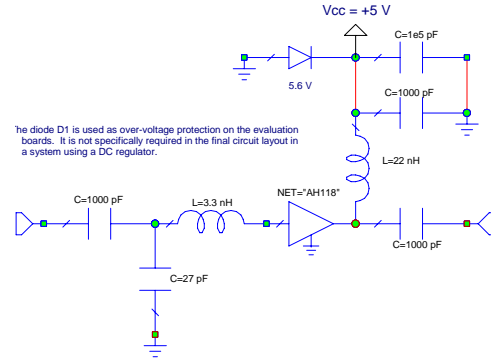 Vcc = +5 V
C=1e5 pF
5.6 V
C=1000 pF
he diode D1 is used as over-voltage protection on the evaluation
boards. It is not specifically required in the final circuit layout in
a system using a DC regulator.
L=22 nH
C=1000 pF
L=3.3 nH
NET="AH118"
C=1000 pF
C=27 pF